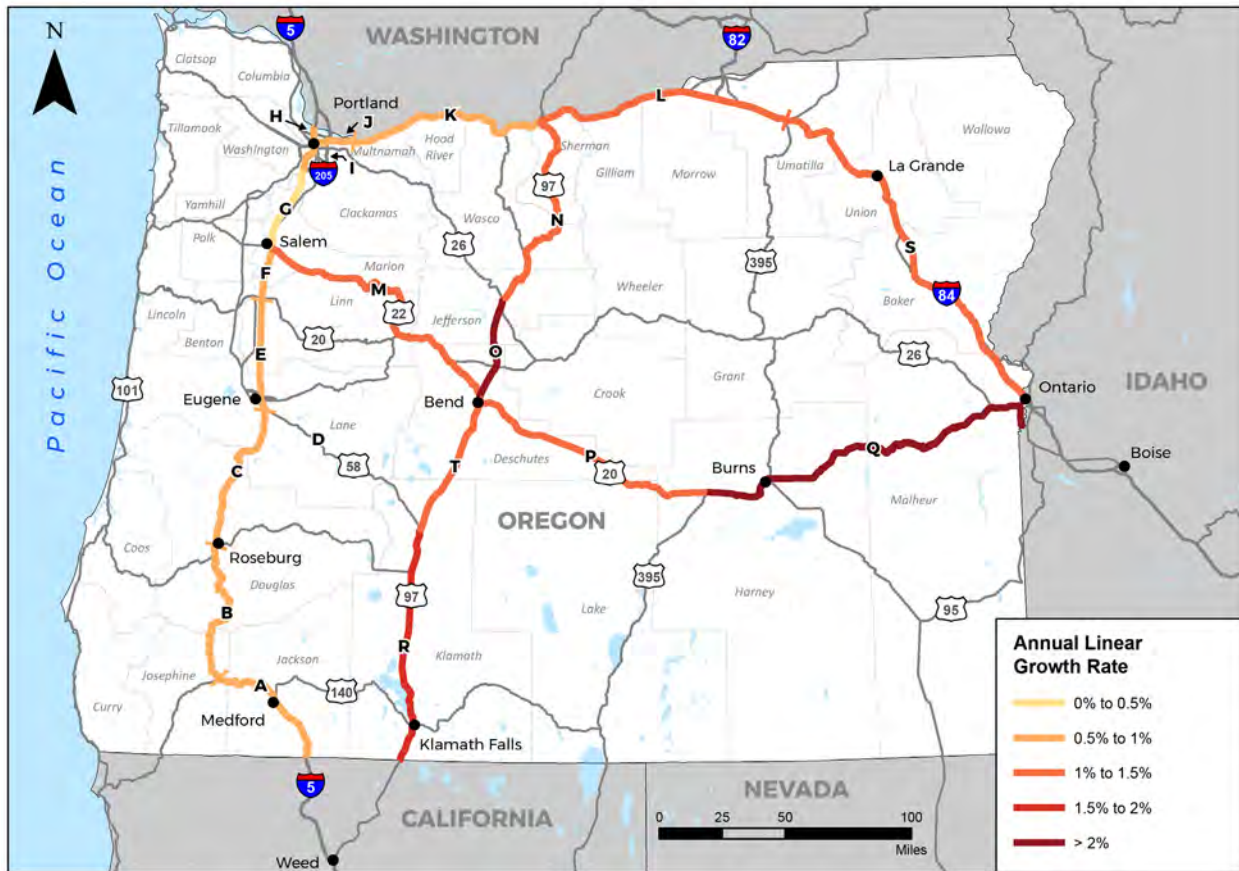 N
5
WASHINGTON
82
Clatsop
Columbia
Portland
H
J
K
L
Tillamook
Washington
Multnamah
Hood
River
Sherman
Wallowa
Umatilla
I
205
97
Gilliam
Morrow
La Grande
Yamhill
G
Clackamas
Wasco
N
Union
Polk
Salem
26
395
S
F
Marion
M
Wheeler
84
Linn
22
Jefferson
Baker
Lincoln
Benton
20
E
O
26
Pacific Ocean
101
Crook
Grant
Ontario
IDAHO
Eugene
Bend
Lane
D
58
Deschutes
P
20
Q
Boise
C
T
Burns
Malheur
OREGON
Coos
Roseburg
Douglas
395
97
Lake
Harney
95
B
R
Klamath
Josephine
Jackson
A
140
Curry
Medford
Klamath Falls
5
CALIFORNIA
NEVADA
0 25 50 100
Miles
Weed
Annual Linear
Growth Rate
0% to 0.5%
0.5% to 1%
1% to 1.5%
1.5% to 2%
> 2%